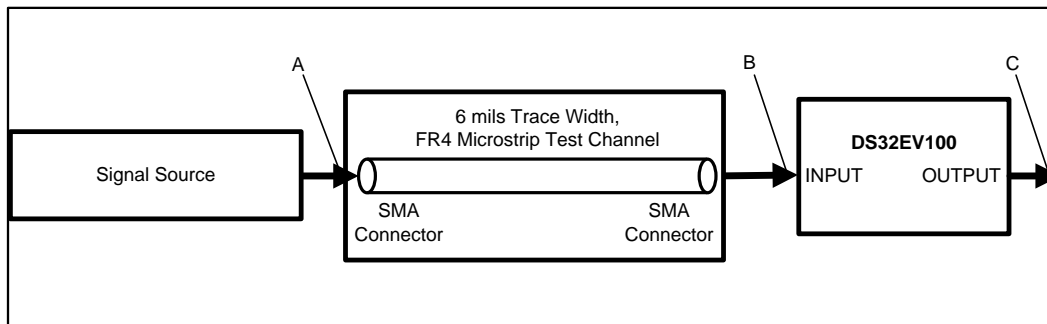 A
B
C
6 mils Trace Width,
FR4 Microstrip Test Channel
Signal Source
DS32EV100
INPUT
OUTPUT
SMA
Connector
SMA
Connector